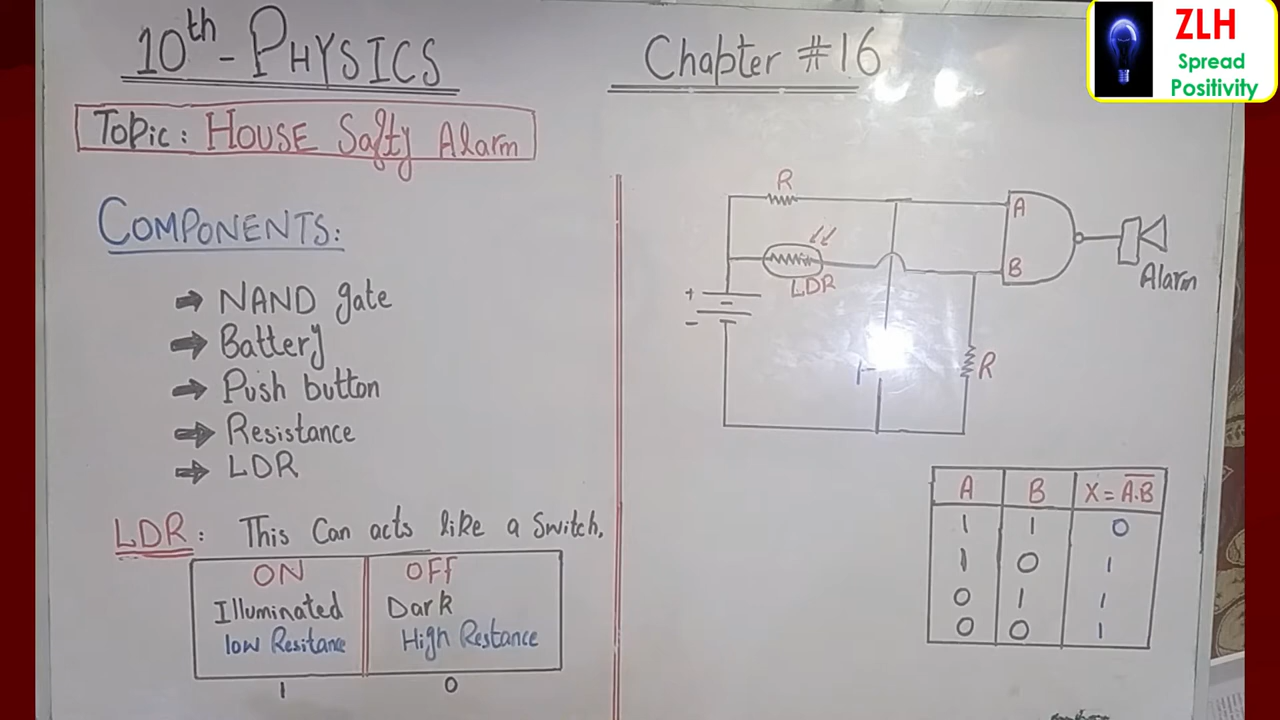 10th - PHYSICS
Chapter #16
ZLH
Spread
Positivity
Topic: HOUSE Safty Alarm
COMPONENTS:
NAND gate
Battery
Push button
Resistance
LDR
LDR: This Can acts like a Switch.
ON OFF
Illuminated Dark
low Resitance High Restance
1 0
R
A
LDR
B
Alarm
+
-
R
A B X = \overline{A.B}
1 1 0
1 0 1
0 1 1
0 0 1